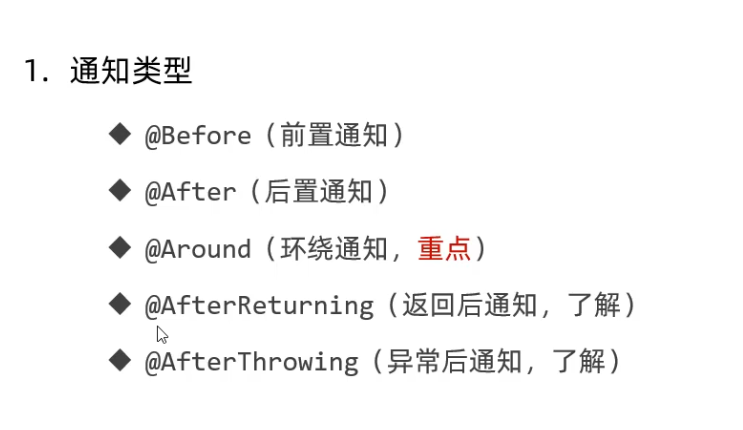 1. 通知类型
◆ @Before（前置通知）
◆ @After（后置通知）
◆ @Around（环绕通知，重点）
◆ @AfterReturning（返回后通知，了解）
◆ @AfterThrowing（异常后通知，了解）